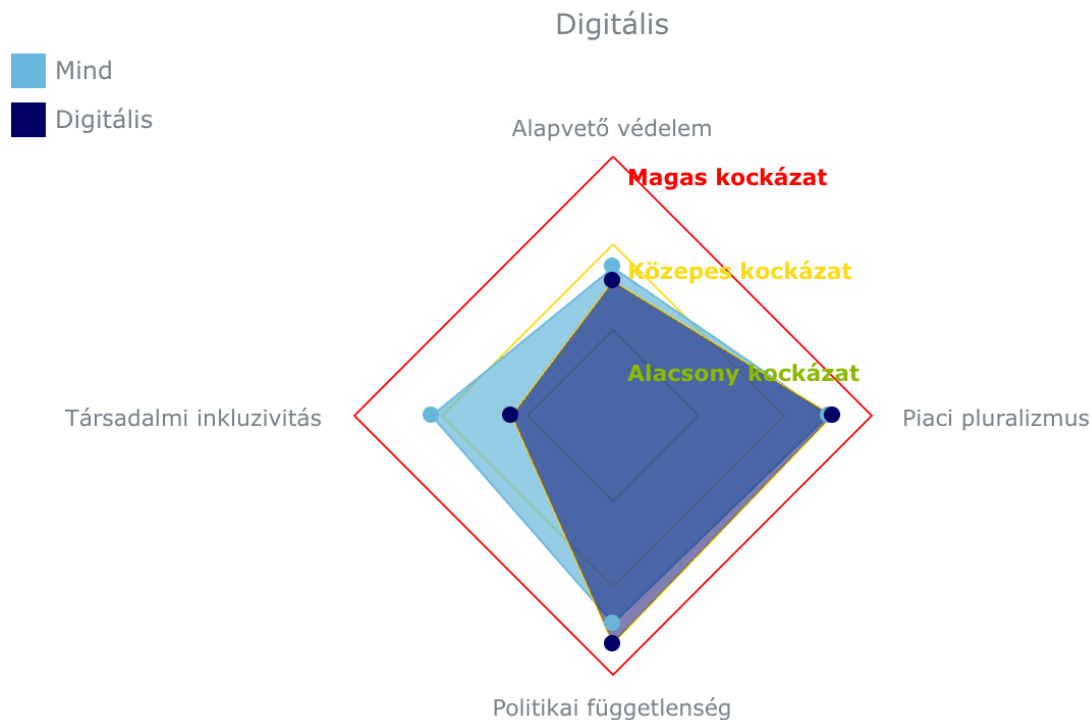 Digitális
Mind
Digitális
Alapvető védelem
Magas kockázat
Közepes kockázat
Alacsony kockázat
Társadalmi inkluzivitás
Piaci pluralizmus
Politikai függetlenség